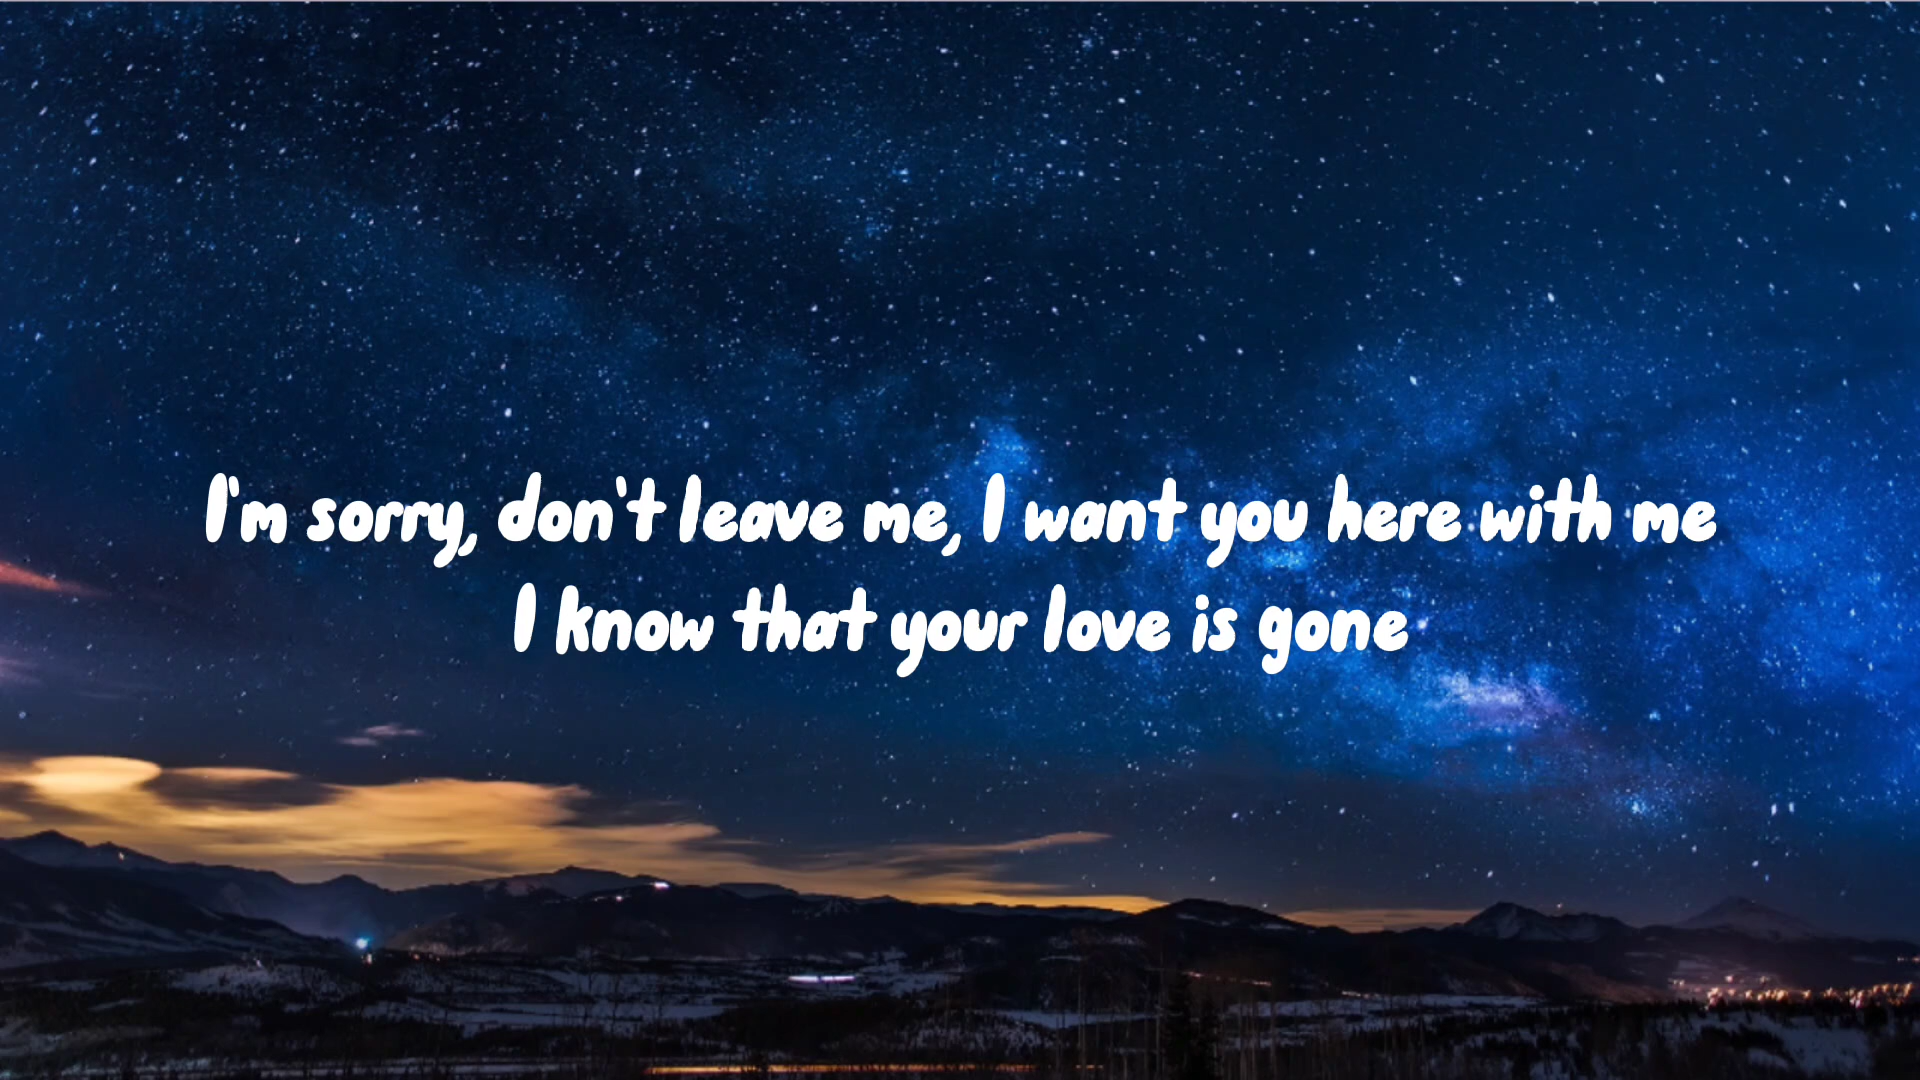 I'm sorry, don't leave me, I want you here with me
I know that your love is gone